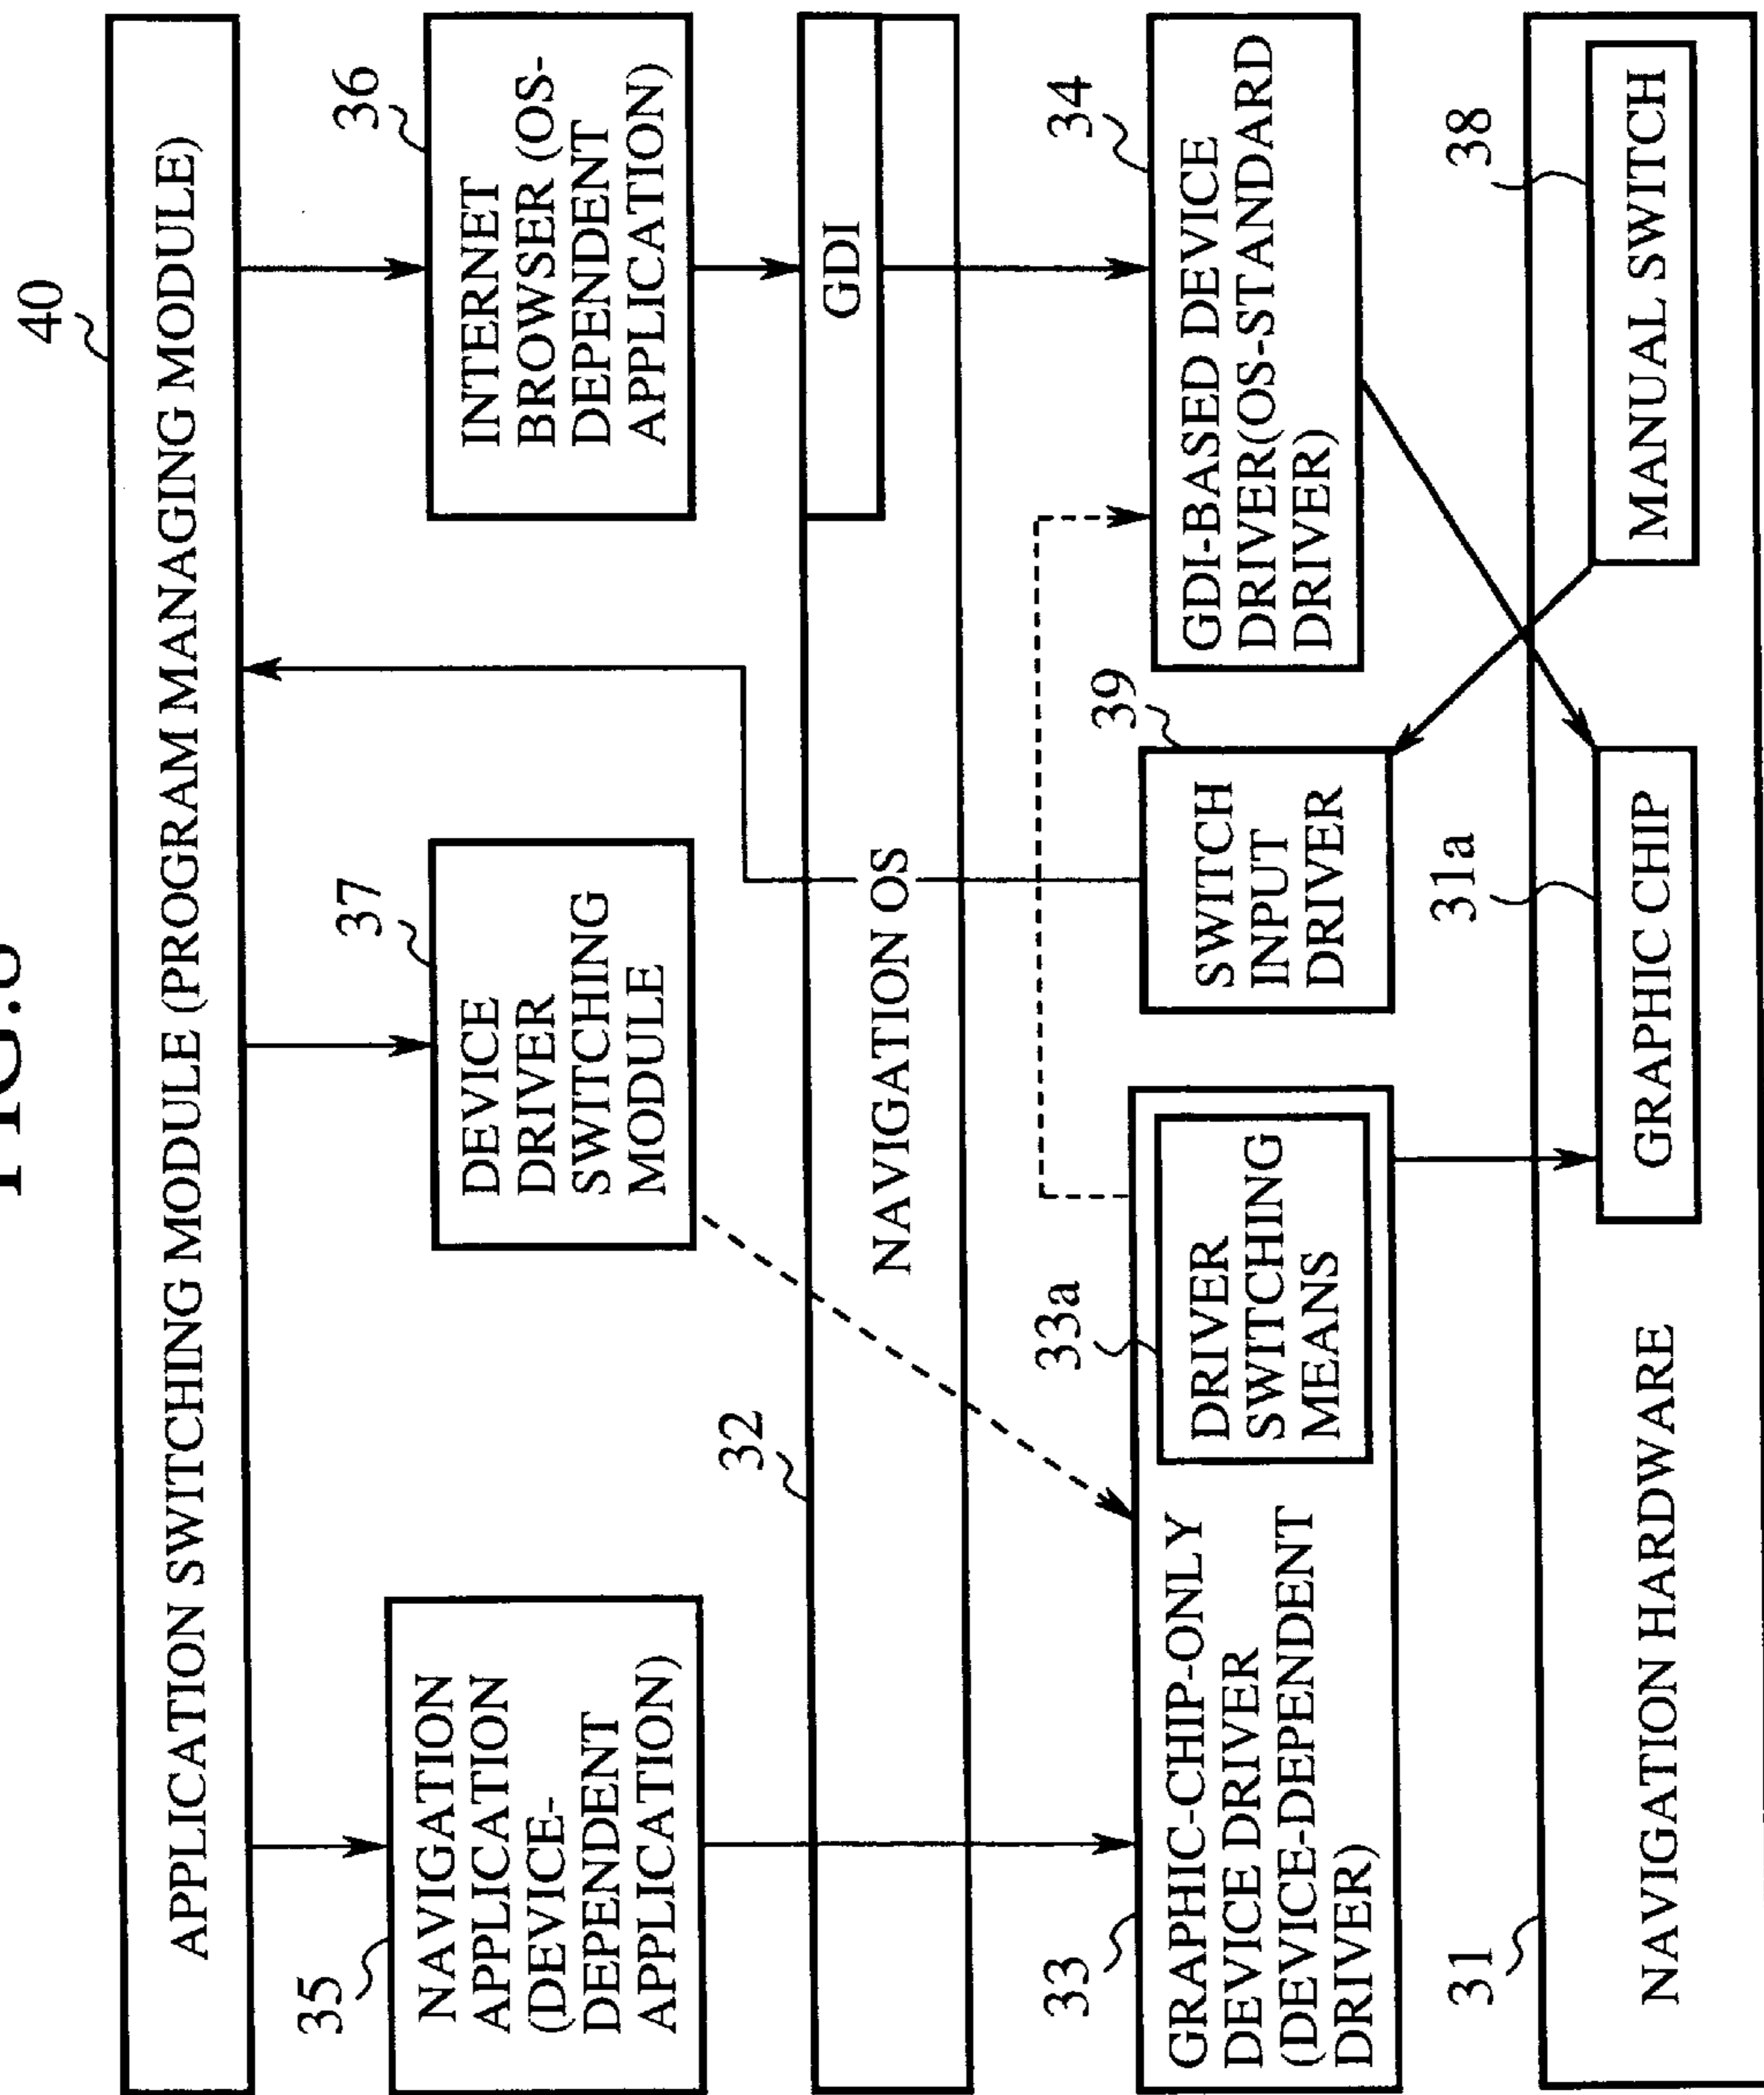 40
APPLICATION SWITCHING MODULE (PROGRAM MANAGING MODULE)
35
NAVIGATION
APPLICATION
(DEVICE-
DEPENDENT
APPLICATION)
37
DEVICE
DRIVER
SWITCHING
MODULE
36
INTERNET
BROWSER (OS-
DEPENDENT
APPLICATION)
32
NAVIGATION OS
GDI
33
GRAPHIC-CHIP-ONLY
DEVICE DRIVER
(DEVICE-DEPENDENT
DRIVER)
33a
DRIVER
SWITCHING
MEANS
39
SWITCH
INPUT
DRIVER
34
GDI-BASED DEVICE
DRIVER(OS-STANDARD
DRIVER)
31
NAVIGATION HARDWARE
31a
GRAPHIC CHIP
38
MANUAL SWITCH